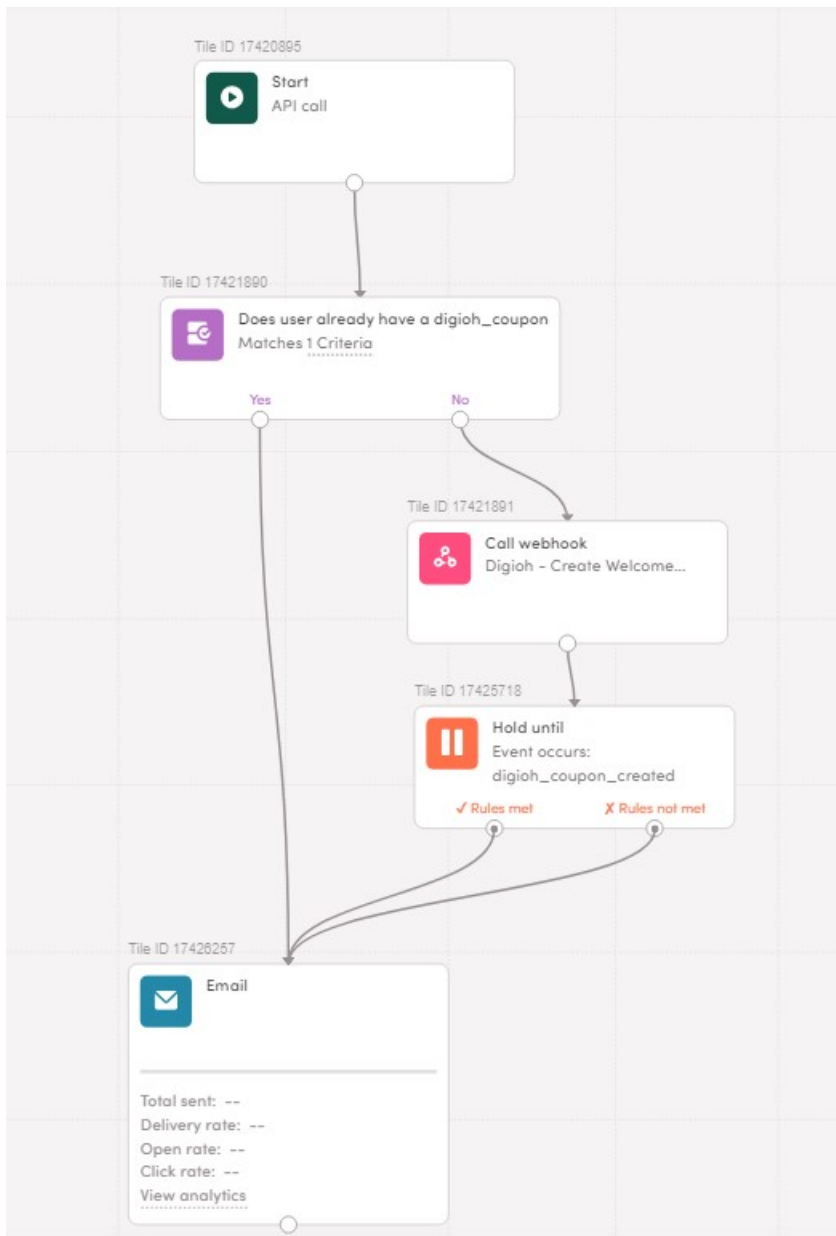 Tile ID 17420895
Start
API call
Tile ID 17421890
Does user already have a digioh_coupon
Matches 1 Criteria
Yes
No
Tile ID 17421891
Call webhook
Digioh - Create Welcome...
Tile ID 17425718
Hold until
Event occurs:
digioh_coupon_created
✓ Rules met
✗ Rules not met
Tile ID 17426257
Email
Total sent: --
Delivery rate: --
Open rate: --
Click rate: --
View analytics